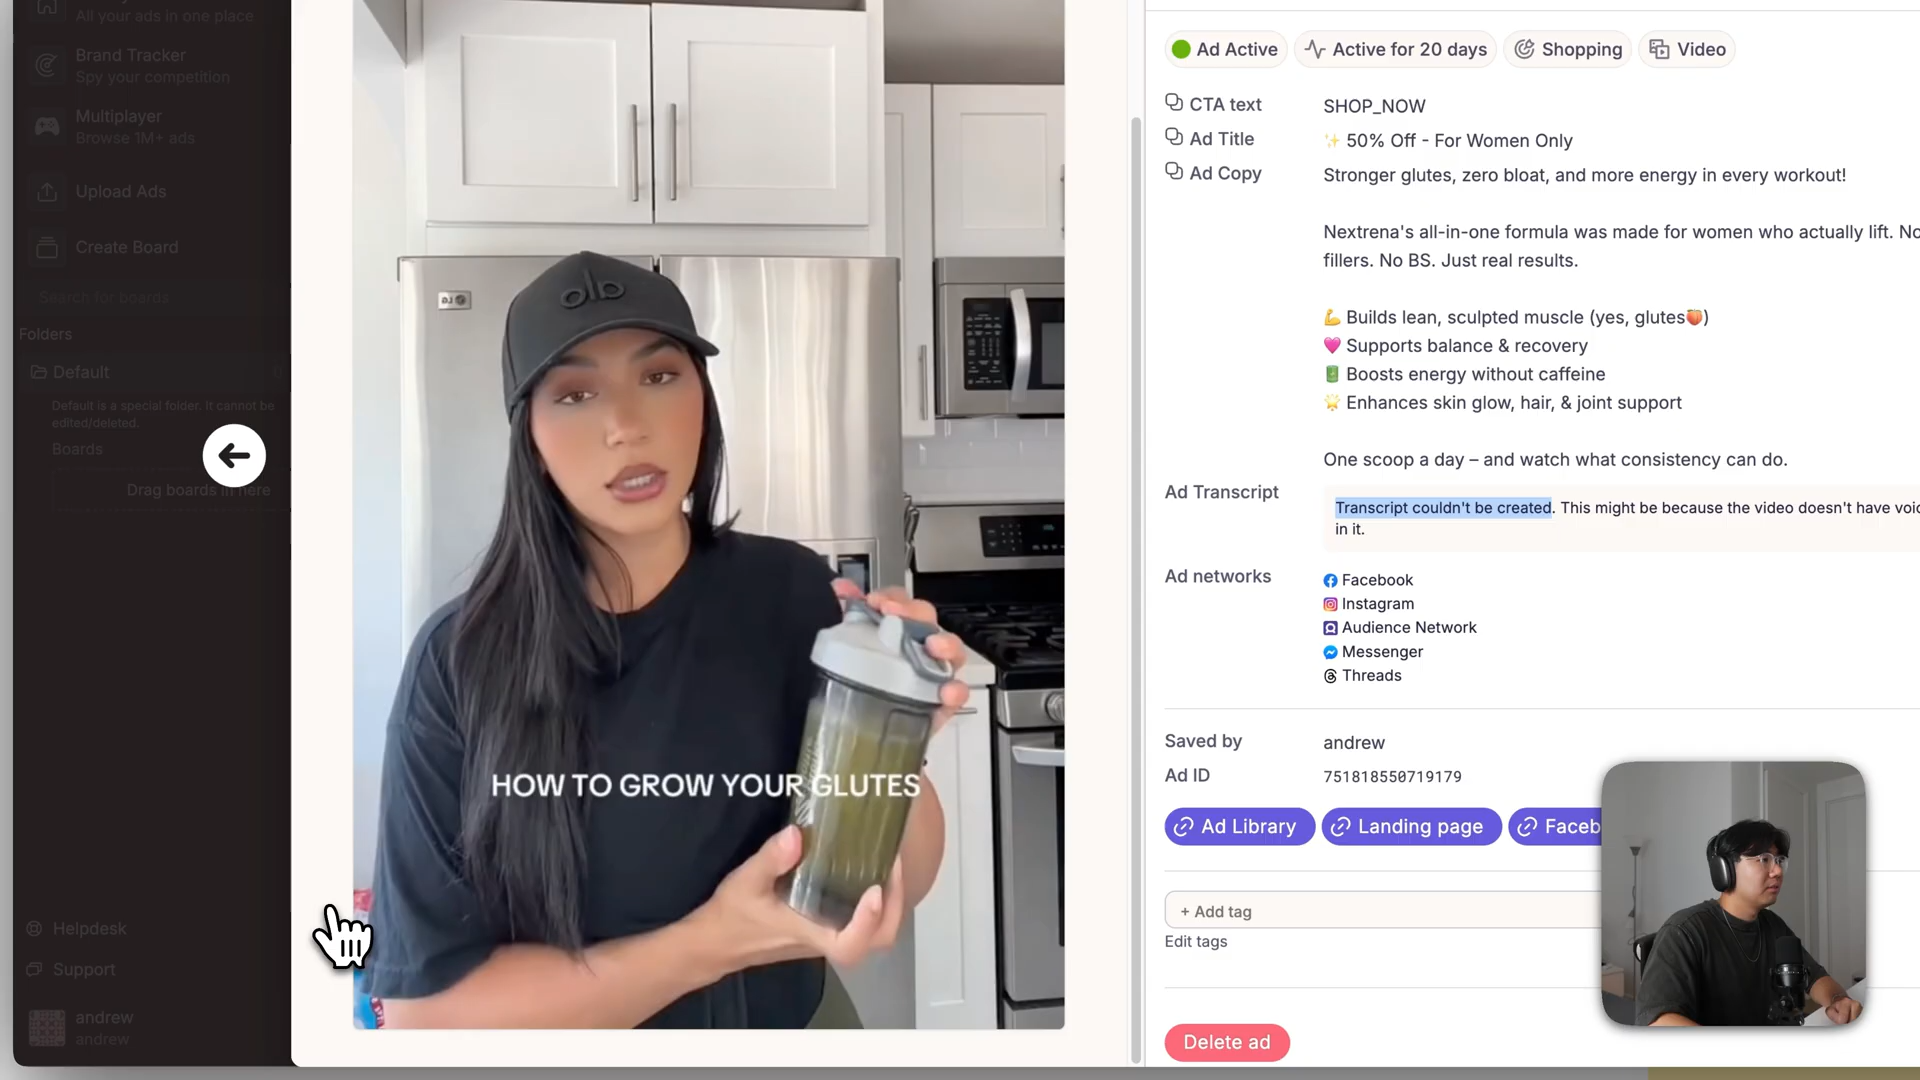 All your ads in one place
Brand Tracker
Spy your competition
Multiplayer
Browse 1M+ ads
Upload Ads
Create Board
Search for boards
Folders
Default
Default is a special folder. It cannot be
edited/deleted.
Boards
Drag boards in here
Helpdesk
Support
andrew
andrew
alo
LG
HOW TO GROW YOUR GLUTES
Ad Active
Active for 20 days
Shopping
Video
CTA text
SHOP_NOW
Ad Title
✨ 50% Off - For Women Only
Ad Copy
Stronger glutes, zero bloat, and more energy in every workout!
Nextrena's all-in-one formula was made for women who actually lift. No
fillers. No BS. Just real results.
💪 Builds lean, sculpted muscle (yes, glutes🍑)
💗 Supports balance & recovery
🔋 Boosts energy without caffeine
🌟 Enhances skin glow, hair, & joint support
One scoop a day – and watch what consistency can do.
Ad Transcript
Transcript couldn't be created. This might be because the video doesn't have voic
in it.
Ad networks
Facebook
Instagram
Audience Network
Messenger
Threads
Saved by
andrew
Ad ID
751818550719179
Ad Library
Landing page
Faceb
+ Add tag
Edit tags
Delete ad